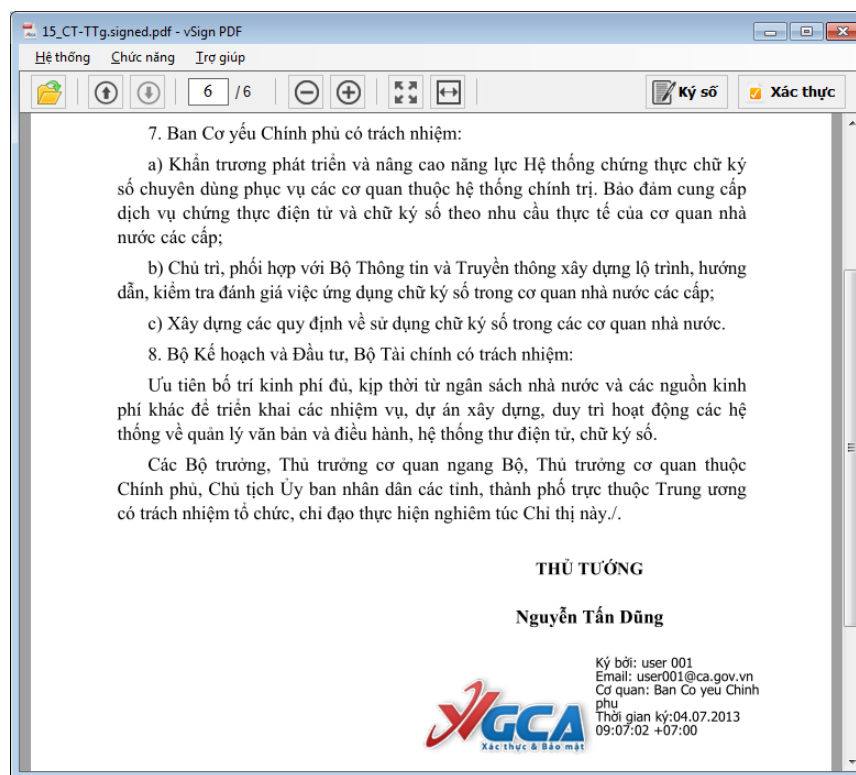 15_CT-TTg.signed.pdf - vSign PDF
Hệ thống Chức năng Trợ giúp
6 /6 Ký số Xác thực
7. Ban Cơ yếu Chính phủ có trách nhiệm:
a) Khẩn trương phát triển và nâng cao năng lực Hệ thống chứng thực chữ ký
số chuyên dùng phục vụ các cơ quan thuộc hệ thống chính trị. Bảo đảm cung cấp
dịch vụ chứng thực điện tử và chữ ký số theo nhu cầu thực tế của cơ quan nhà
nước các cấp;
b) Chủ trì, phối hợp với Bộ Thông tin và Truyền thông xây dựng lộ trình, hướng
dẫn, kiểm tra đánh giá việc ứng dụng chữ ký số trong cơ quan nhà nước các cấp;
c) Xây dựng các quy định về sử dụng chữ ký số trong các cơ quan nhà nước.
8. Bộ Kế hoạch và Đầu tư, Bộ Tài chính có trách nhiệm:
Ưu tiên bố trí kinh phí đủ, kịp thời từ ngân sách nhà nước và các nguồn kinh
phí khác để triển khai các nhiệm vụ, dự án xây dựng, duy trì hoạt động các hệ
thống về quản lý văn bản và điều hành, hệ thống thư điện tử, chữ ký số.
Các Bộ trưởng, Thủ trưởng cơ quan ngang Bộ, Thủ trưởng cơ quan thuộc
Chính phủ, Chủ tịch Ủy ban nhân dân các tỉnh, thành phố trực thuộc Trung ương
có trách nhiệm tổ chức, chỉ đạo thực hiện nghiêm túc Chỉ thị này./.
THỦ TƯỚNG
Nguyễn Tấn Dũng
Ký bởi: user 001
Email: user001@ca.gov.vn
Cơ quan: Ban Co yeu Chinh
phu
Thời gian ký:04.07.2013
09:07:02 +07:00
VGCA
Xác thực & Bảo mật